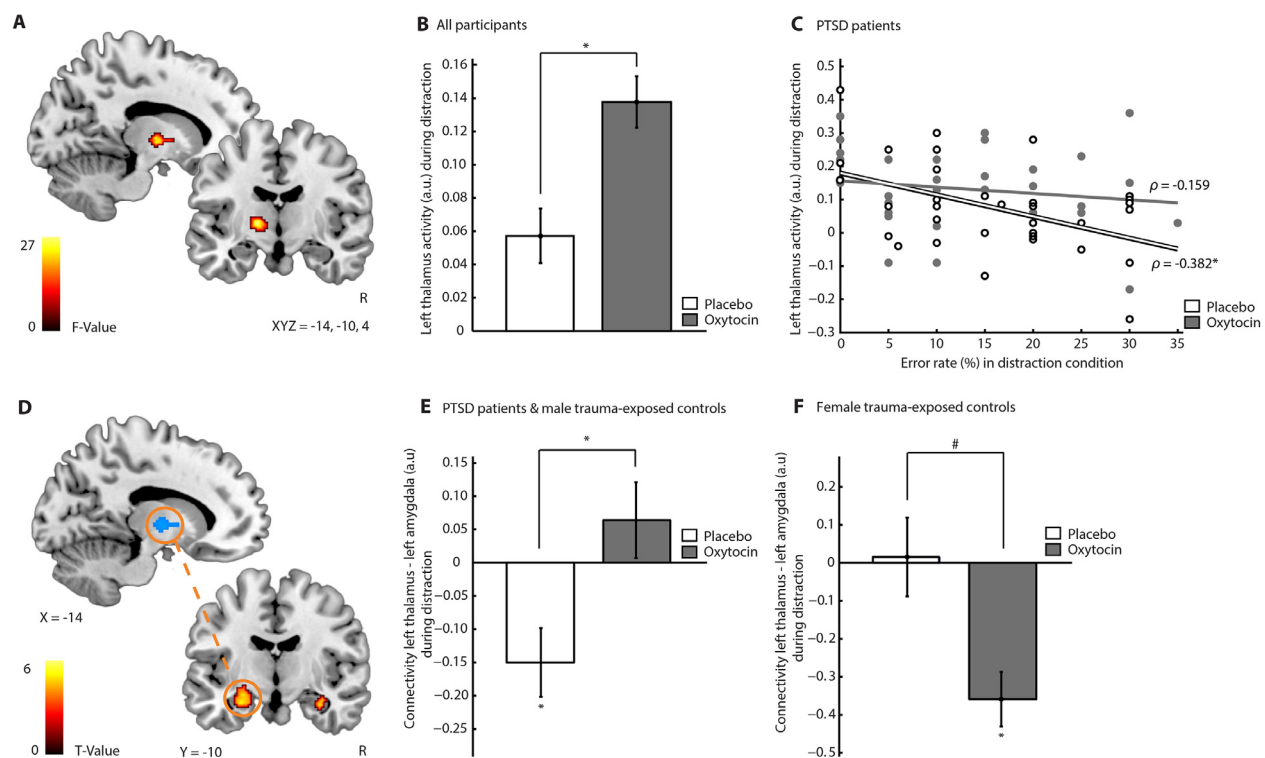 A
27
0
F-Value
R
XYZ = -14, -10, 4
B All participants
Left thalamus activity (a.u.) during distraction
0.16
0.14
0.12
0.10
0.08
0.06
0.04
0.02
0
*
Placebo
Oxytocin
C PTSD patients
Left thalamus activity (a.u.) during distraction
0.5
0.4
0.3
0.2
0.1
0
−0.1
−0.2
−0.3
0 5 10 15 20 25 30 35
Error rate (%) in distraction condition
ρ = -0.159
ρ = -0.382*
Placebo
Oxytocin
D
X = -14
6
0
T-Value
Y = -10
R
E PTSD patients & male trauma-exposed controls
Connectivity left thalamus - left amygdala (a.u)
during distraction
0.15
0.10
0.05
0
−0.05
−0.10
−0.15
−0.20
−0.25
*
*
Placebo
Oxytocin
F Female trauma-exposed controls
Connectivity left thalamus - left amygdala (a.u)
during distraction
0.2
0.1
0
−0.1
−0.2
−0.3
−0.4
−0.5
#
*
Placebo
Oxytocin